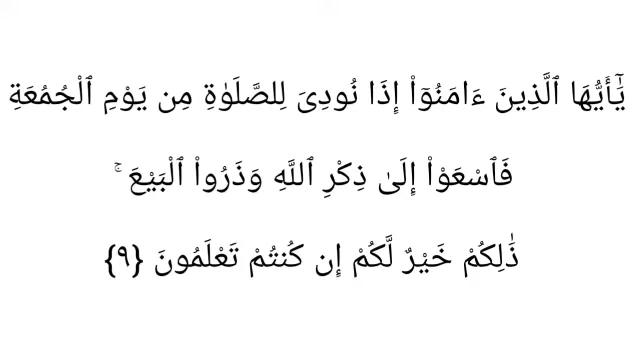 يَٰٓأَيُّهَا ٱلَّذِينَ ءَامَنُوٓا۟ إِذَا نُودِىَ لِلصَّلَوٰةِ مِن يَوْمِ ٱلْجُمُعَةِ
فَٱسْعَوْا۟ إِلَىٰ ذِكْرِ ٱللَّهِ وَذَرُوا۟ ٱلْبَيْعَ ۚ
ذَٰلِكُمْ خَيْرٌ لَّكُمْ إِن كُنتُمْ تَعْلَمُونَ {٩}